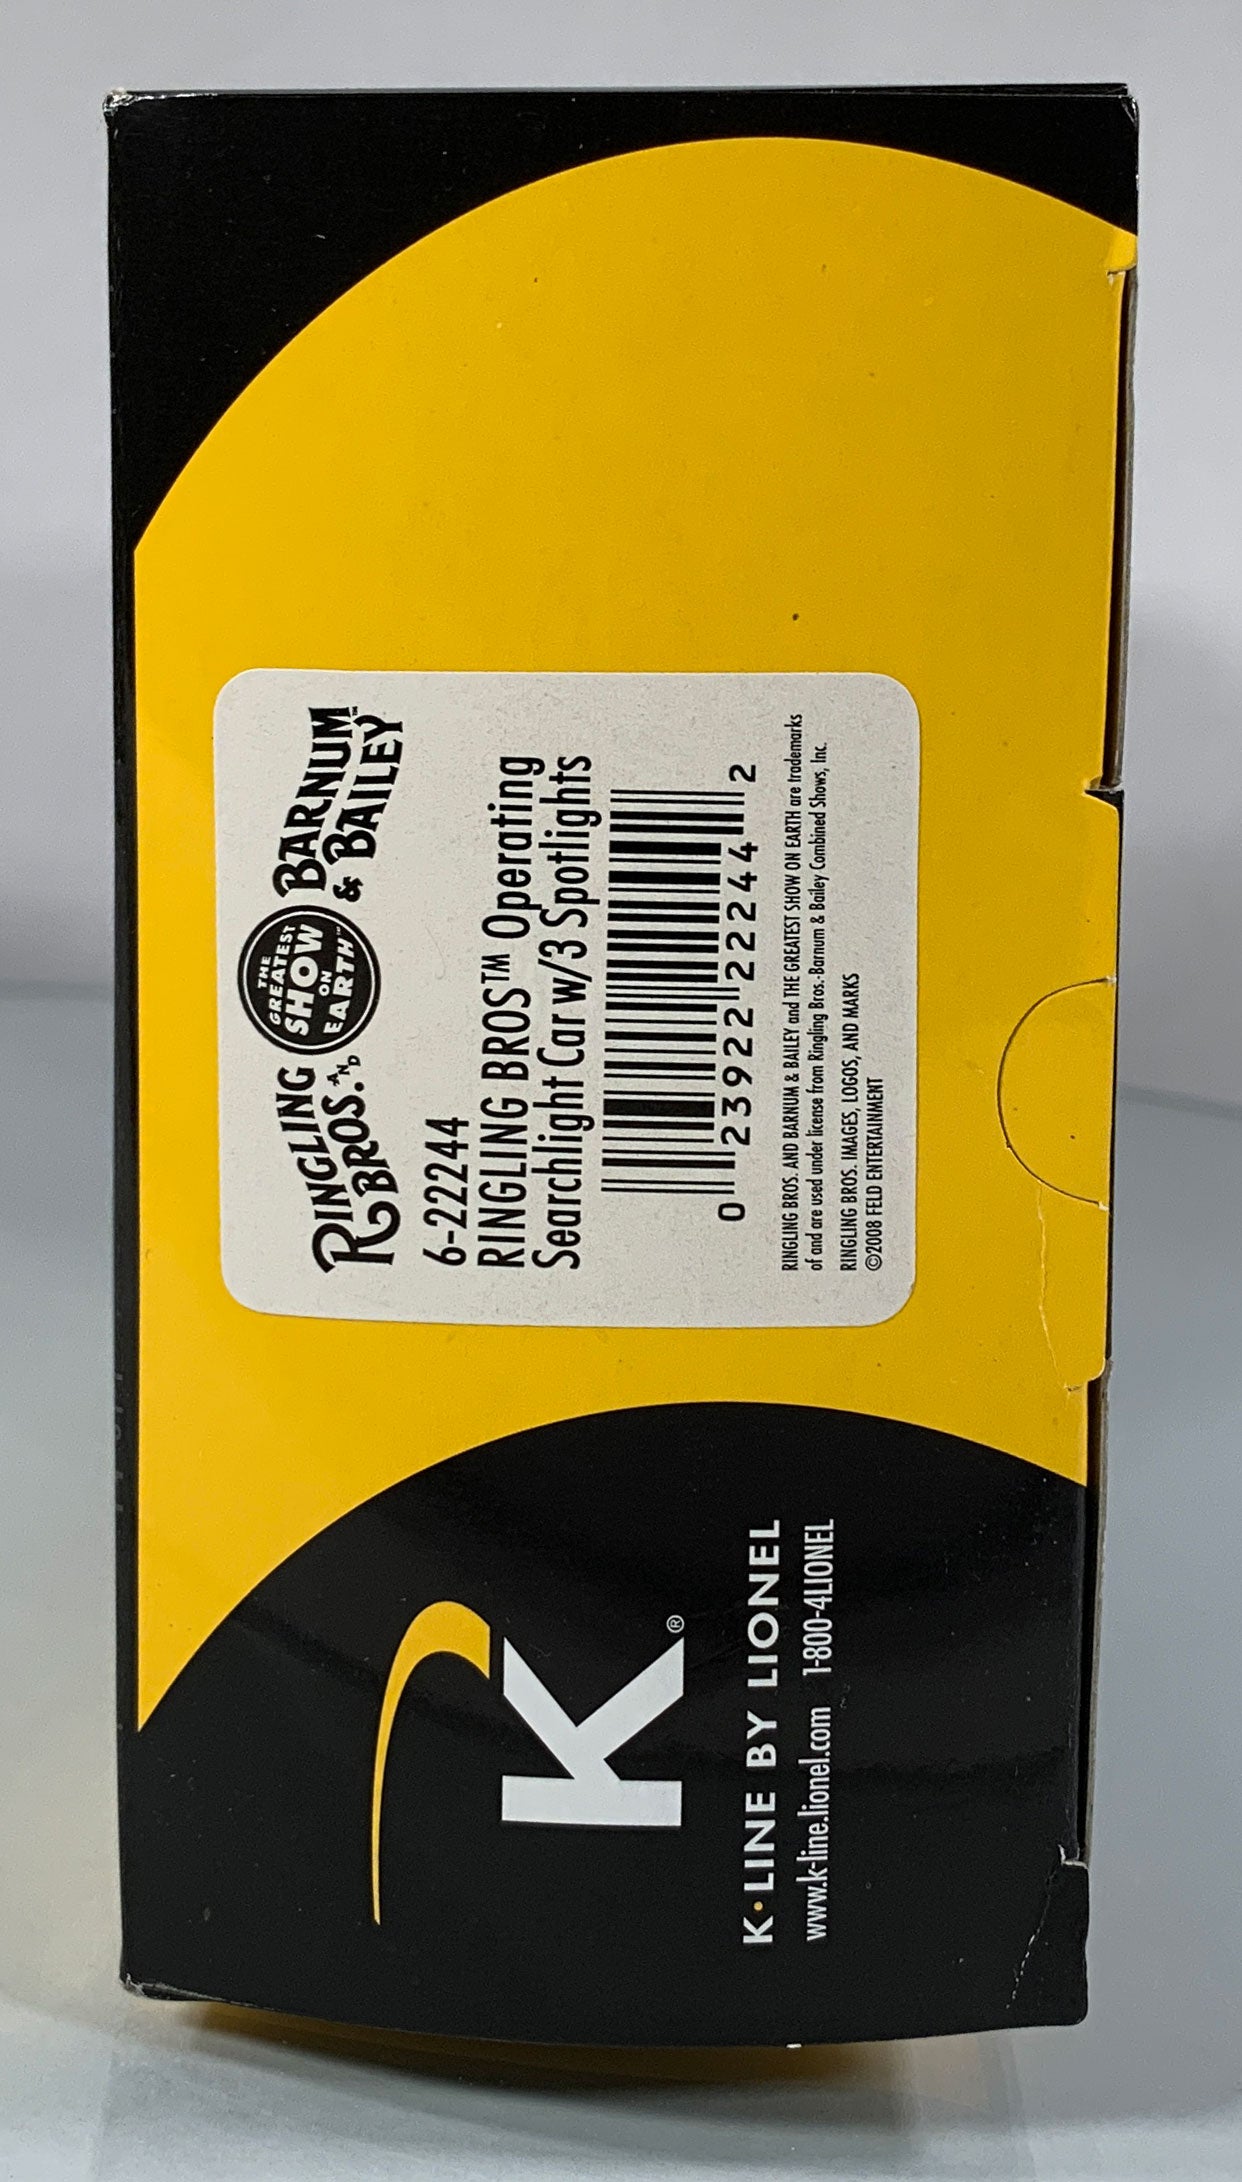 RINGLING
BROS. AND
THE
GREATEST
SHOW
ON
EARTH™
BARNUM
& BAILEY™
6-22244
RINGLING BROS™ Operating
Searchlight Car w/3 Spotlights
0 23922 22244 2
RINGLING BROS. AND BARNUM & BAILEY and THE GREATEST SHOW ON EARTH are trademarks
of and are used under license from Ringling Bros.-Barnum & Bailey Combined Shows, Inc.
RINGLING BROS. IMAGES, LOGOS, AND MARKS
©2008 FELD ENTERTAINMENT
K®
K•LINE BY LIONEL
www.k-line.lionel.com 1-800-4LIONEL